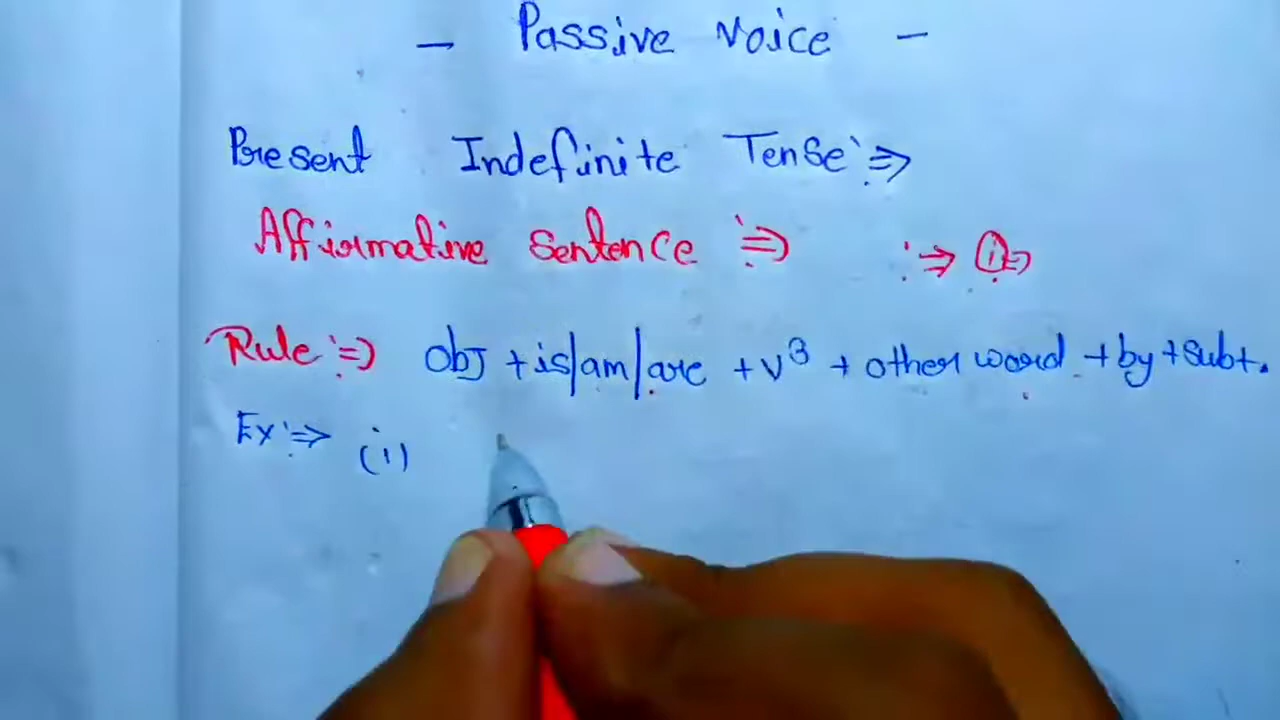 - Passive Voice -
Present Indefinite Tense :⇒
Affirmative Sentence :⇒ :⇒ (i)⇒
Rule :⇒ Obj + is/am/are + v³ + other word + by + Subt.
Ex :⇒ (i)